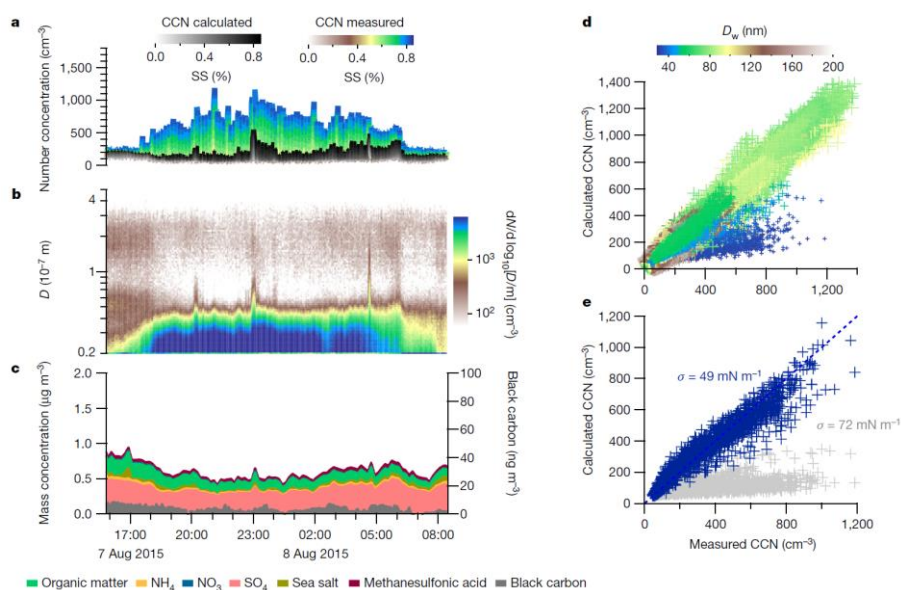 a
CCN calculated
CCN measured
0.0 0.4 0.8
0.0 0.4 0.8
SS (%)
SS (%)
Number concentration (cm⁻³)
1,500
1,000
500
0
b
D (10⁻⁷ m)
4
1
0.2
dN/d log₁₀[D/m] (cm⁻³)
10³
10²
c
Mass concentration (µg m⁻³)
2.0
1.5
1.0
0.5
0.0
Black carbon (ng m⁻³)
100
80
60
40
20
0
17:00 20:00 23:00 02:00 05:00 08:00
7 Aug 2015 8 Aug 2015
Organic matter NH₄ NO₃ SO₄ Sea salt Methanesulfonic acid Black carbon
d
D_w (nm)
40 80 120 160 200
Calculated CCN (cm⁻³)
1,400
1,200
1,000
800
600
400
200
0
0 400 800 1,200
e
Calculated CCN (cm⁻³)
1,200
1,000
800
600
400
200
0
σ = 49 mN m⁻¹
σ = 72 mN m⁻¹
0 400 800 1,200
Measured CCN (cm⁻³)